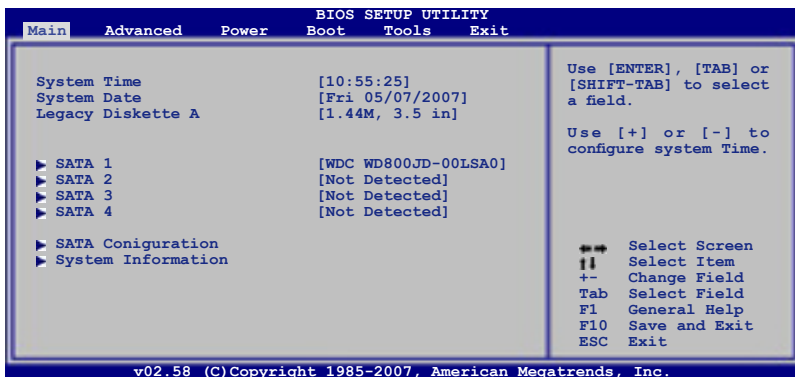 BIOS SETUP UTILITY
Main Advanced Power Boot Tools Exit
System Time [10:55:25]
System Date [Fri 05/07/2007]
Legacy Diskette A [1.44M, 3.5 in]
SATA 1 [WDC WD800JD-00LSA0]
SATA 2 [Not Detected]
SATA 3 [Not Detected]
SATA 4 [Not Detected]
SATA Coniguration
System Information
Use [ENTER], [TAB] or
[SHIFT-TAB] to select
a field.
Use [+] or [-] to
configure system Time.
Select Screen
Select Item
+- Change Field
Tab Select Field
F1 General Help
F10 Save and Exit
ESC Exit
v02.58 (C)Copyright 1985-2007, American Megatrends, Inc.